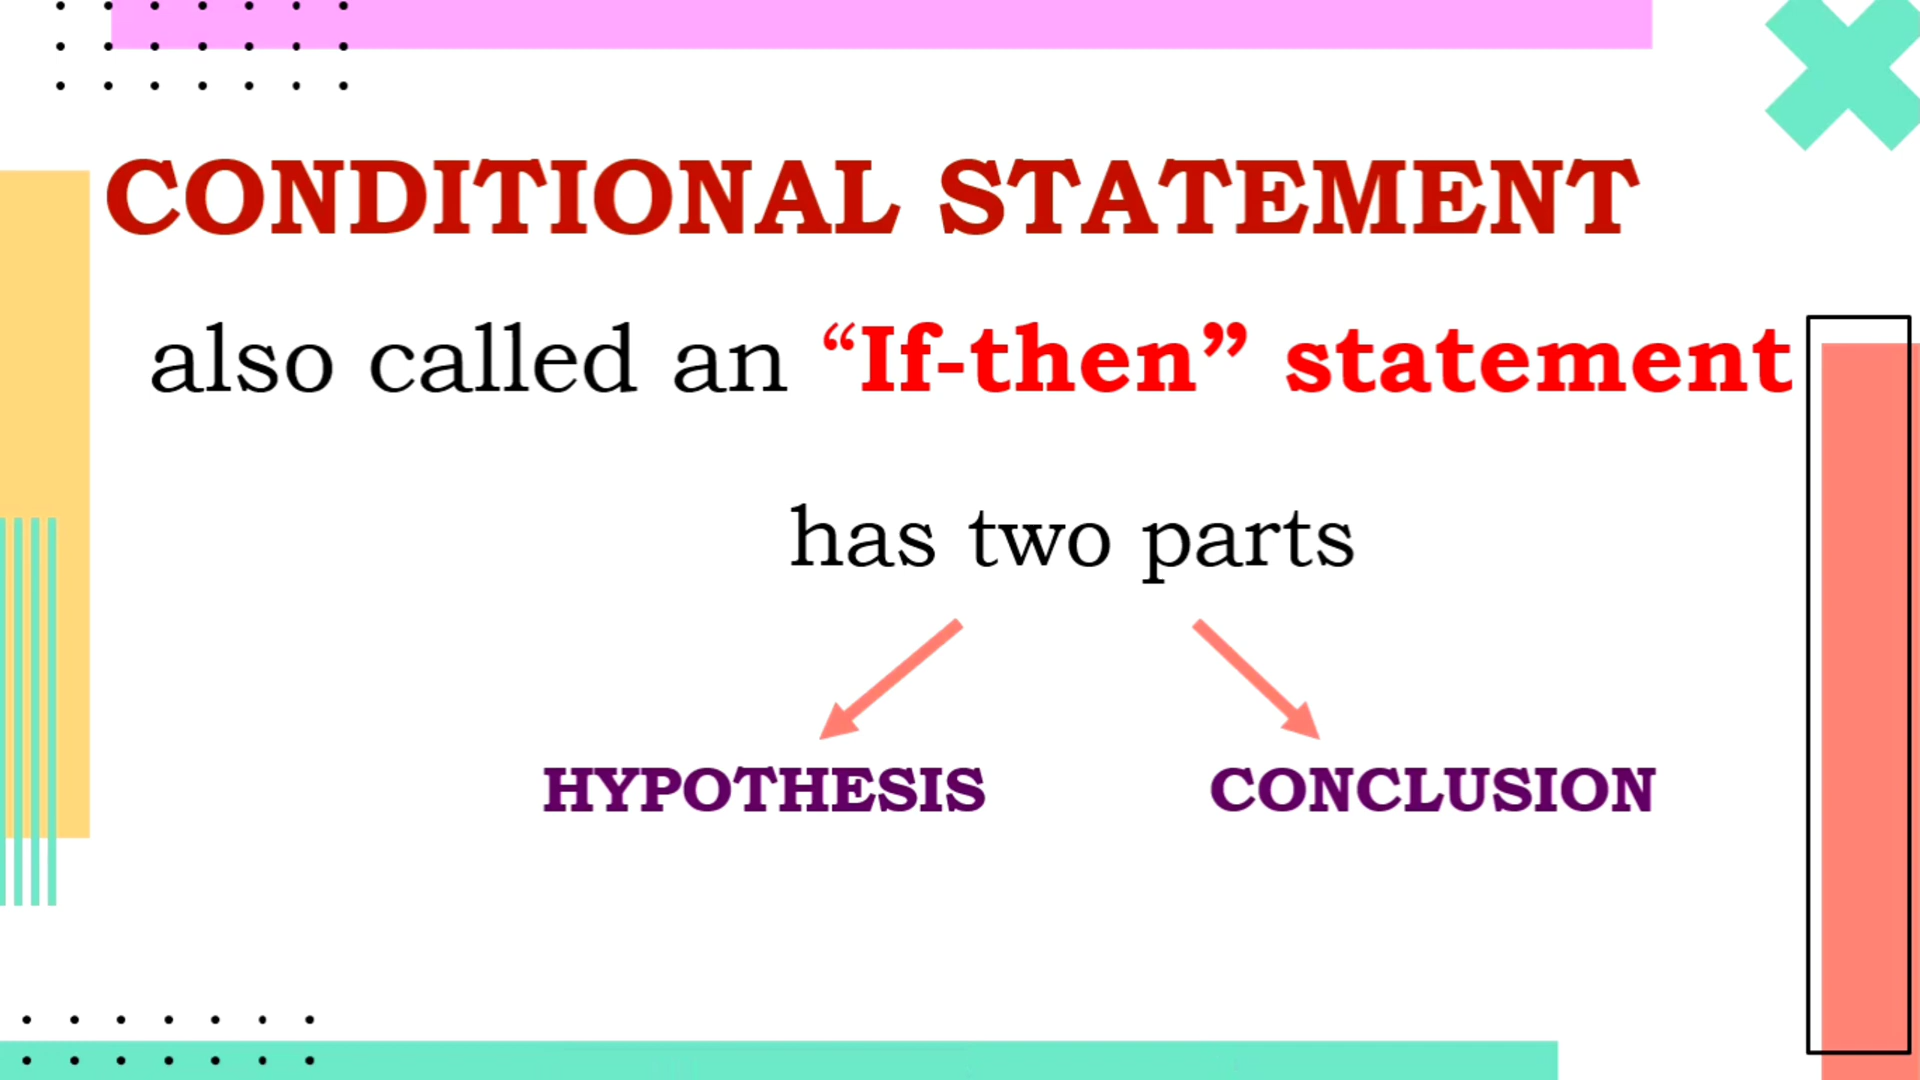 CONDITIONAL STATEMENT
also called an “If-then” statement
has two parts
HYPOTHESIS
CONCLUSION